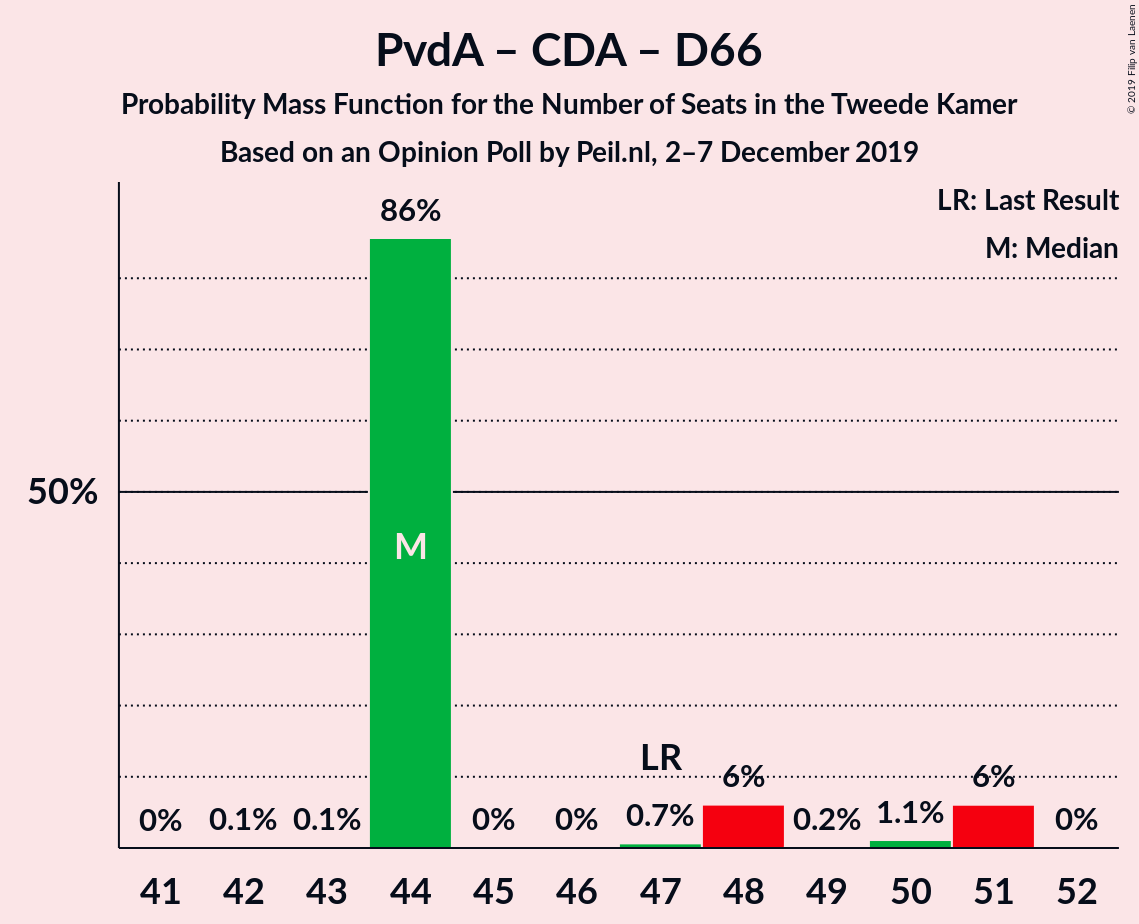 PvdA – CDA – D66
Probability Mass Function for the Number of Seats in the Tweede Kamer
Based on an Opinion Poll by Peil.nl, 2–7 December 2019
© 2019 Filip van Laenen
LR: Last Result
M: Median
86%
50%
M
LR
0% 0.1% 0.1% 0% 0% 0.7% 6% 0.2% 1.1% 6% 0%
41 42 43 44 45 46 47 48 49 50 51 52